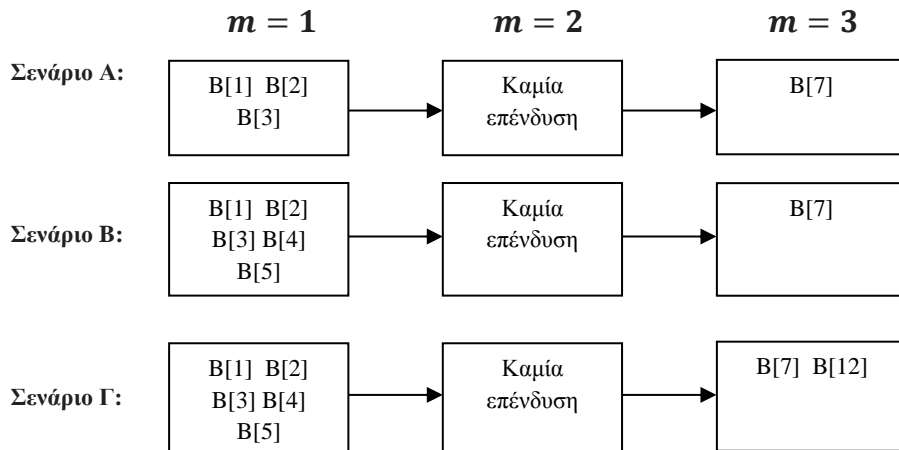 m = 1 m = 2 m = 3
Σενάριο Α:
B[1] B[2]
B[3]
Καμία
επένδυση
B[7]
Σενάριο Β:
B[1] B[2]
B[3] B[4]
B[5]
Καμία
επένδυση
B[7]
Σενάριο Γ:
B[1] B[2]
B[3] B[4]
B[5]
Καμία
επένδυση
B[7] B[12]